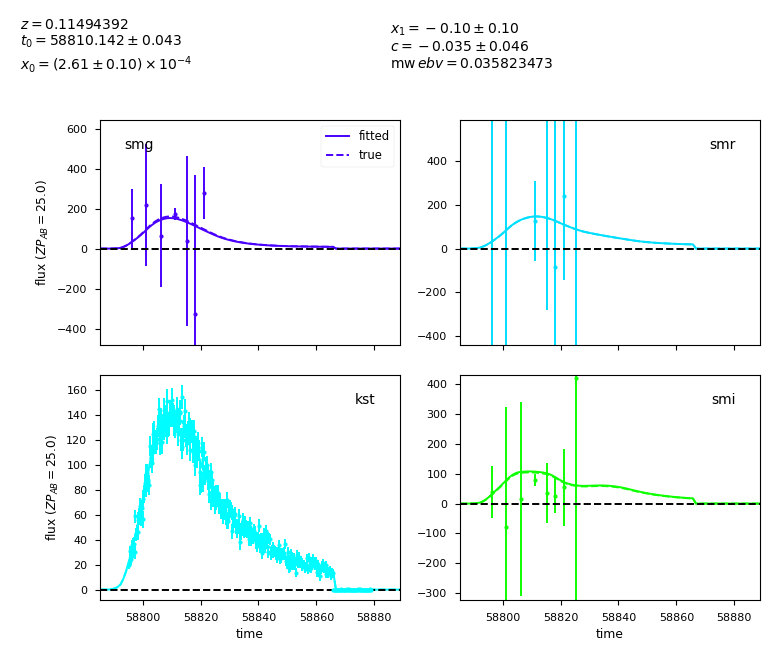 z = 0.11494392
t₀ = 58810.142 ± 0.043
x₀ = (2.61 ± 0.10) × 10⁻⁴
x₁ = −0.10 ± 0.10
c = −0.035 ± 0.046
mw ebv = 0.035823473
smg
fitted
true
600
400
200
0
−200
−400
flux (ZP_AB = 25.0)
smr
400
200
0
−200
−400
kst
160
140
120
100
80
60
40
20
0
flux (ZP_AB = 25.0)
58800 58820 58840 58860 58880
time
smi
400
300
200
100
0
−100
−200
−300
58800 58820 58840 58860 58880
time